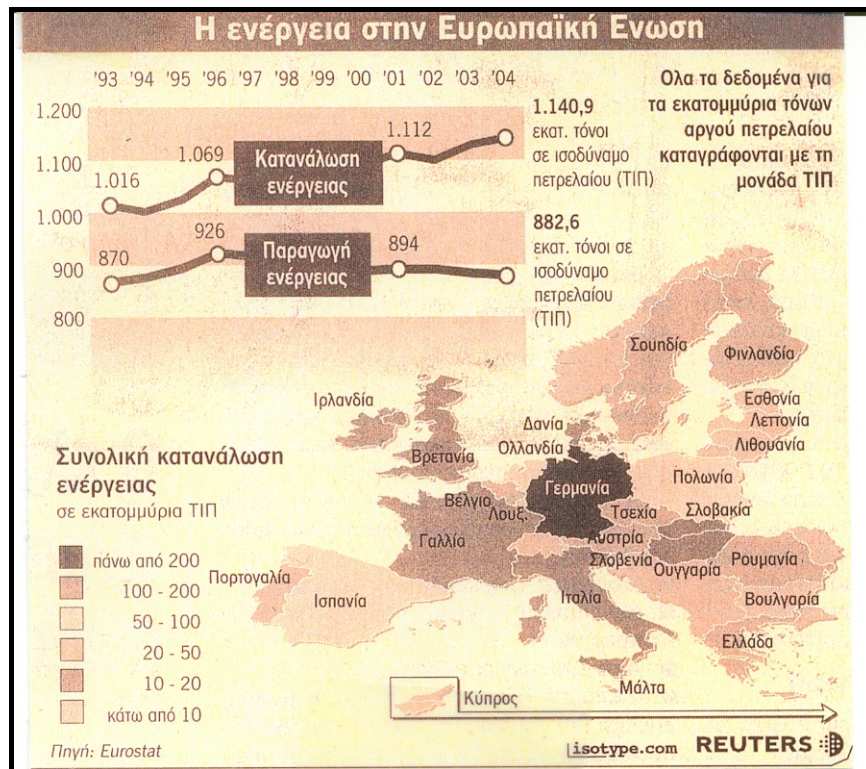 Η ενέργεια στην Ευρωπαϊκή Ενωση
'93 '94 '95 '96 '97 '98 '99 '00 '01 '02 '03 '04
Ολα τα δεδομένα για
τα εκατομμύρια τόνων
αργού πετρελαίου
καταγράφονται με τη
μονάδα ΤΙΠ
1.200
1.100
1.000
900
800
1.016
1.069
1.112
1.140,9
εκατ. τόνοι
σε ισοδύναμο
πετρελαίου (ΤΙΠ)
Κατανάλωση
ενέργειας
870
926
894
882,6
εκατ. τόνοι σε
ισοδύναμο
πετρελαίου
(ΤΙΠ)
Παραγωγή
ενέργειας
Σουηδία
Φινλανδία
Εσθονία
Λεττονία
Λιθουανία
Ιρλανδία
Βρετανία
Δανία
Ολλανδία
Βέλγιο
Λουξ.
Γερμανία
Πολωνία
Τσεχία
Σλοβακία
Γαλλία
Αυστρία
Σλοβενία
Ουγγαρία
Ρουμανία
Πορτογαλία
Ισπανία
Ιταλία
Βουλγαρία
Ελλάδα
Μάλτα
Κύπρος
Συνολική κατανάλωση
ενέργειας
σε εκατομμύρια ΤΙΠ
πάνω από 200
100 - 200
50 - 100
20 - 50
10 - 20
κάτω από 10
Πηγή: Eurostat
isotype.com
REUTERS